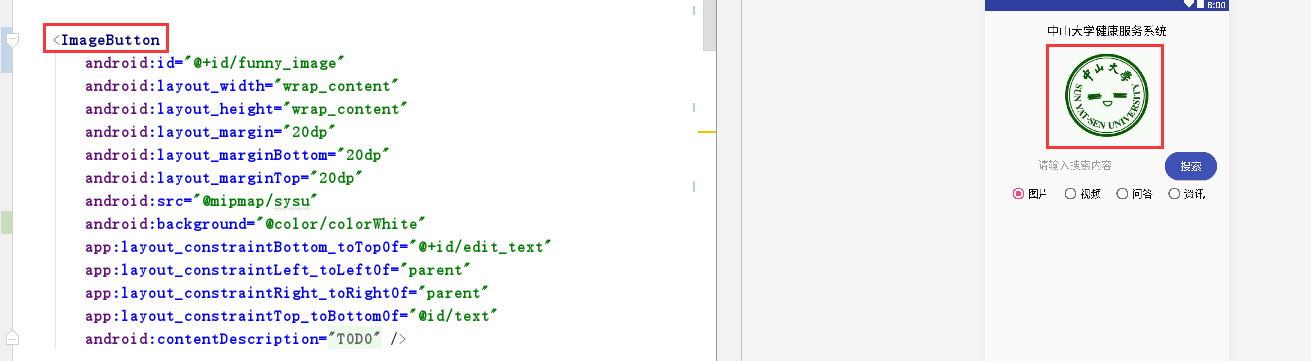 <ImageButton
android:id="@+id/funny_image"
android:layout_width="wrap_content"
android:layout_height="wrap_content"
android:layout_margin="20dp"
android:layout_marginBottom="20dp"
android:layout_marginTop="20dp"
android:src="@mipmap/sysu"
android:background="@color/colorWhite"
app:layout_constraintBottom_toTopOf="@+id/edit_text"
app:layout_constraintLeft_toLeftOf="parent"
app:layout_constraintRight_toRightOf="parent"
app:layout_constraintTop_toBottomOf="@id/text"
android:contentDescription="TODO" />
8:00
中山大学健康服务系统
中山大学
SUN YAT-SEN UNIVERSITY
请输入搜索内容
搜索
图片 视频 问答 资讯